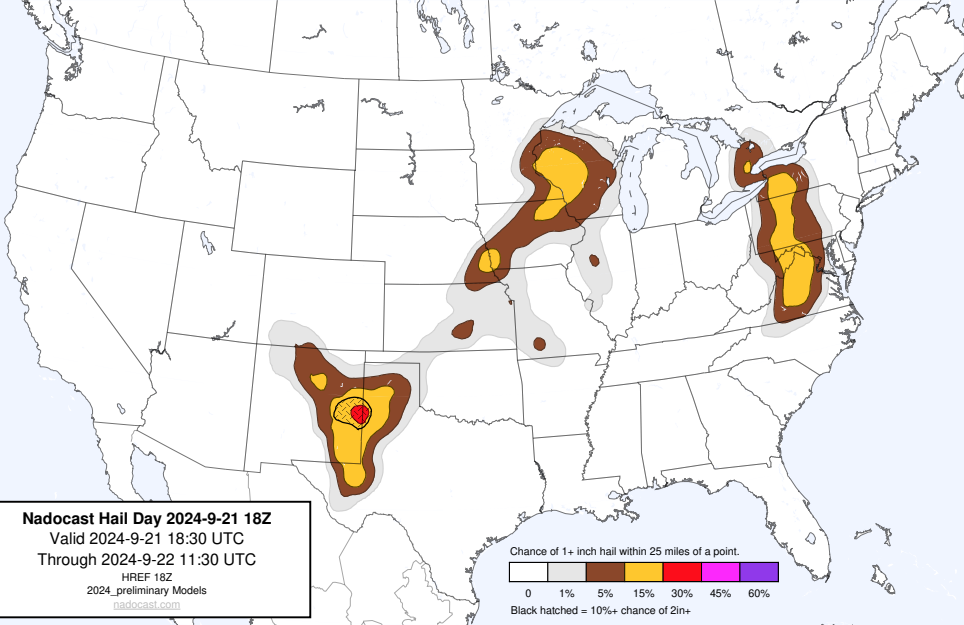 Nadocast Hail Day 2024-9-21 18Z
Valid 2024-9-21 18:30 UTC
Through 2024-9-22 11:30 UTC
HREF 18Z
2024_preliminary Models
nadocast.com
Chance of 1+ inch hail within 25 miles of a point.
0 1% 5% 15% 30% 45% 60%
Black hatched = 10%+ chance of 2in+